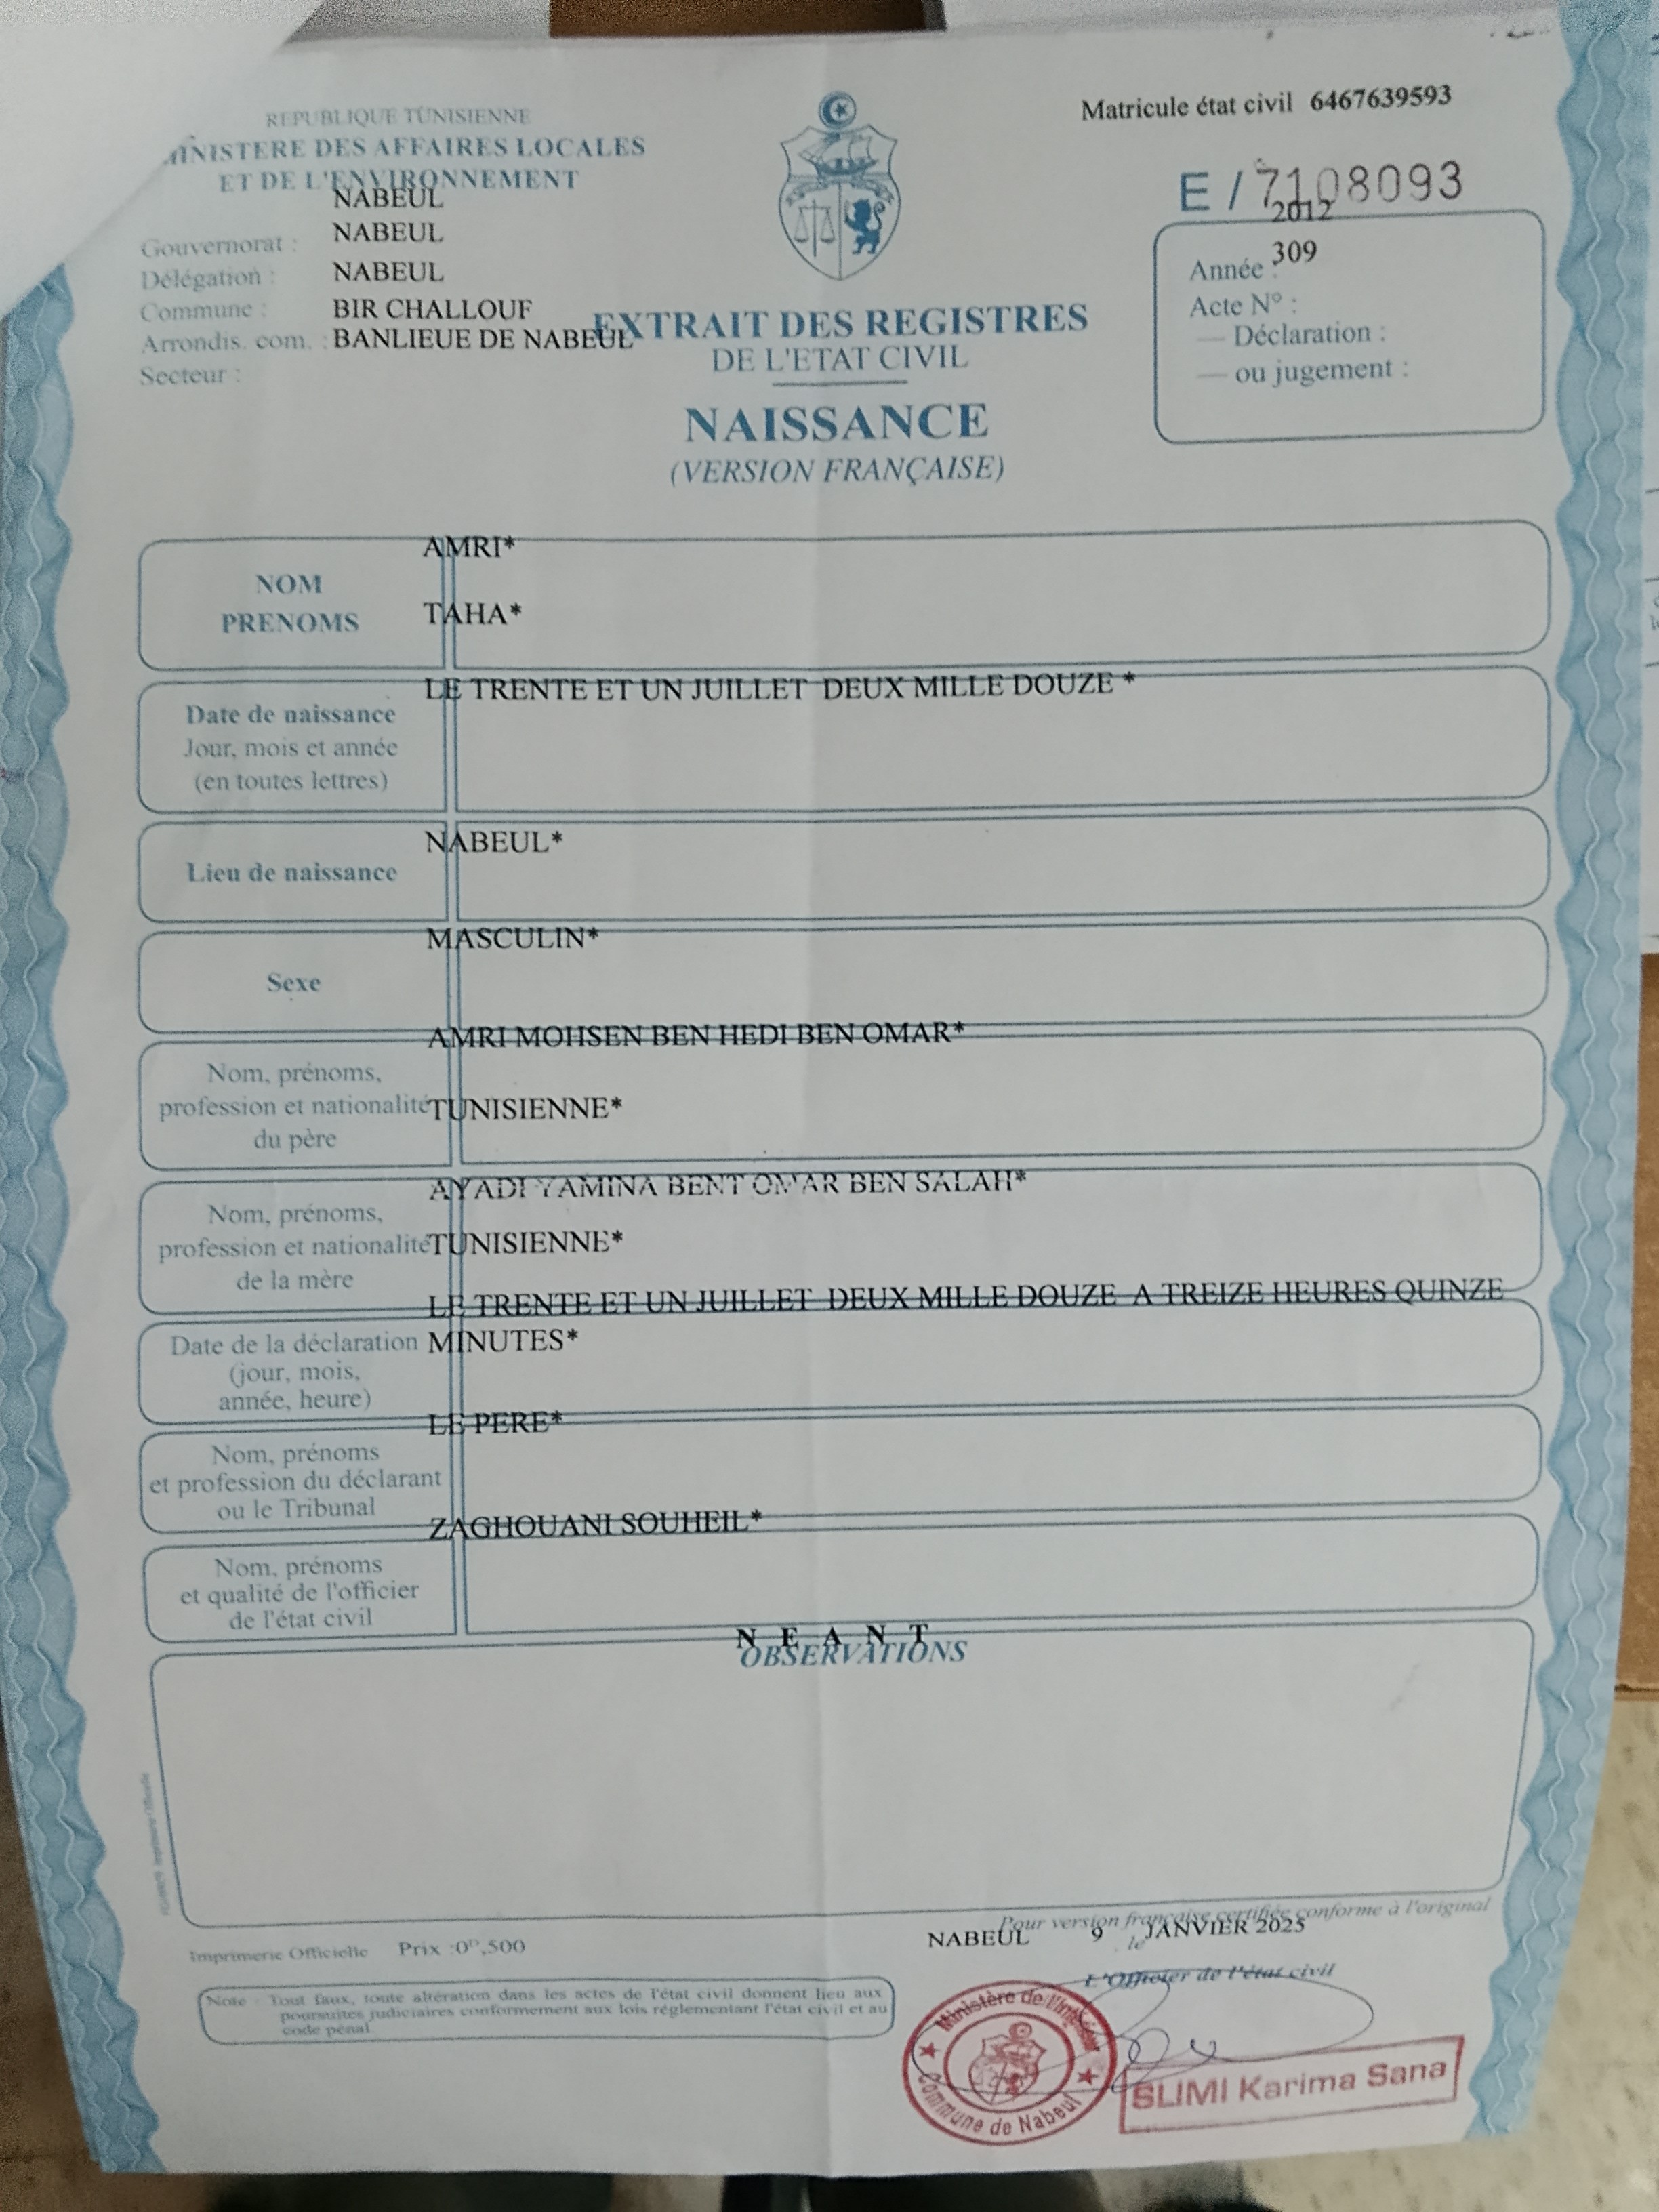 REPUBLIQUE TUNISIENNE
MINISTERE DES AFFAIRES LOCALES
ET DE L'ENVIRONNEMENT
Matricule état civil 6467639593
E / 7108093
NABEUL
Gouvernorat : NABEUL
Délégation : NABEUL
Commune : BIR CHALLOUF
Arrondis. com. : BANLIEUE DE NABEUL
Secteur :
2012
309
Année :
Acte N° :
— Déclaration :
— ou jugement :
EXTRAIT DES REGISTRES
DE L'ETAT CIVIL
NAISSANCE
(VERSION FRANÇAISE)
AMRI*
NOM
PRENOMS
TAHA*
LE TRENTE ET UN JUILLET DEUX MILLE DOUZE *
Date de naissance
Jour, mois et année
(en toutes lettres)
NABEUL*
Lieu de naissance
MASCULIN*
Sexe
AMRI MOHSEN BEN HEDI BEN OMAR*
Nom, prénoms,
profession et nationalité
du père
TUNISIENNE*
AYADI YAMINA BENT OMAR BEN SALAH*
Nom, prénoms,
profession et nationalité
de la mère
TUNISIENNE*
LE TRENTE ET UN JUILLET DEUX MILLE DOUZE A TREIZE HEURES QUINZE
MINUTES*
Date de la déclaration
(jour, mois,
année, heure)
LE PERE*
Nom, prénoms
et profession du déclarant
ou le Tribunal
ZAGHOUANI SOUHEIL*
Nom, prénoms
et qualité de l'officier
de l'état civil
N E A N T
OBSERVATIONS
Pour version française certifiée conforme à l'original
NABEUL le 9 JANVIER 2025
L'Officier de l'état civil
Imprimerie Officielle Prix :0ᴰ,500
Note : Tout faux, toute altération dans les actes de l'état civil donnent lieu aux
poursuites judiciaires conformement aux lois réglementant l'état civil et au
code pénal.
Ministère de l'Intérieur
Commune de Nabeul
SLIMI Karima Sana